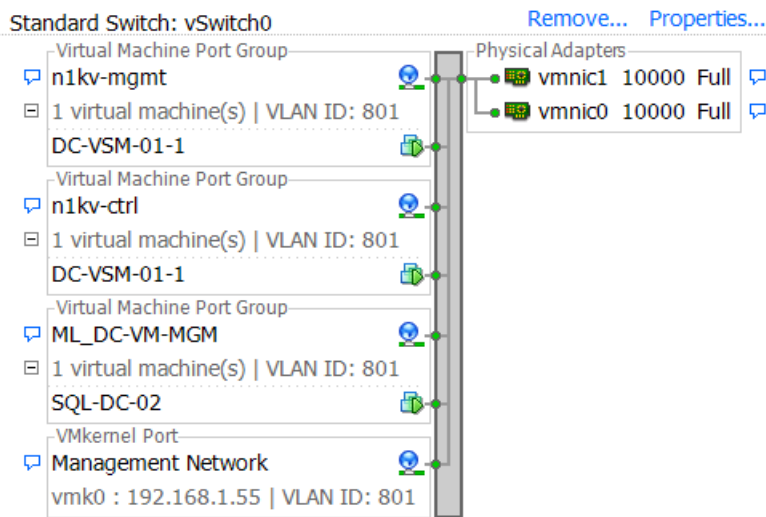 Standard Switch: vSwitch0 Remove... Properties...
Virtual Machine Port Group
n1kv-mgmt
1 virtual machine(s) | VLAN ID: 801
DC-VSM-01-1
Virtual Machine Port Group
n1kv-ctrl
1 virtual machine(s) | VLAN ID: 801
DC-VSM-01-1
Virtual Machine Port Group
ML_DC-VM-MGM
1 virtual machine(s) | VLAN ID: 801
SQL-DC-02
VMkernel Port
Management Network
vmk0 : 192.168.1.55 | VLAN ID: 801
Physical Adapters
vmnic1 10000 Full
vmnic0 10000 Full